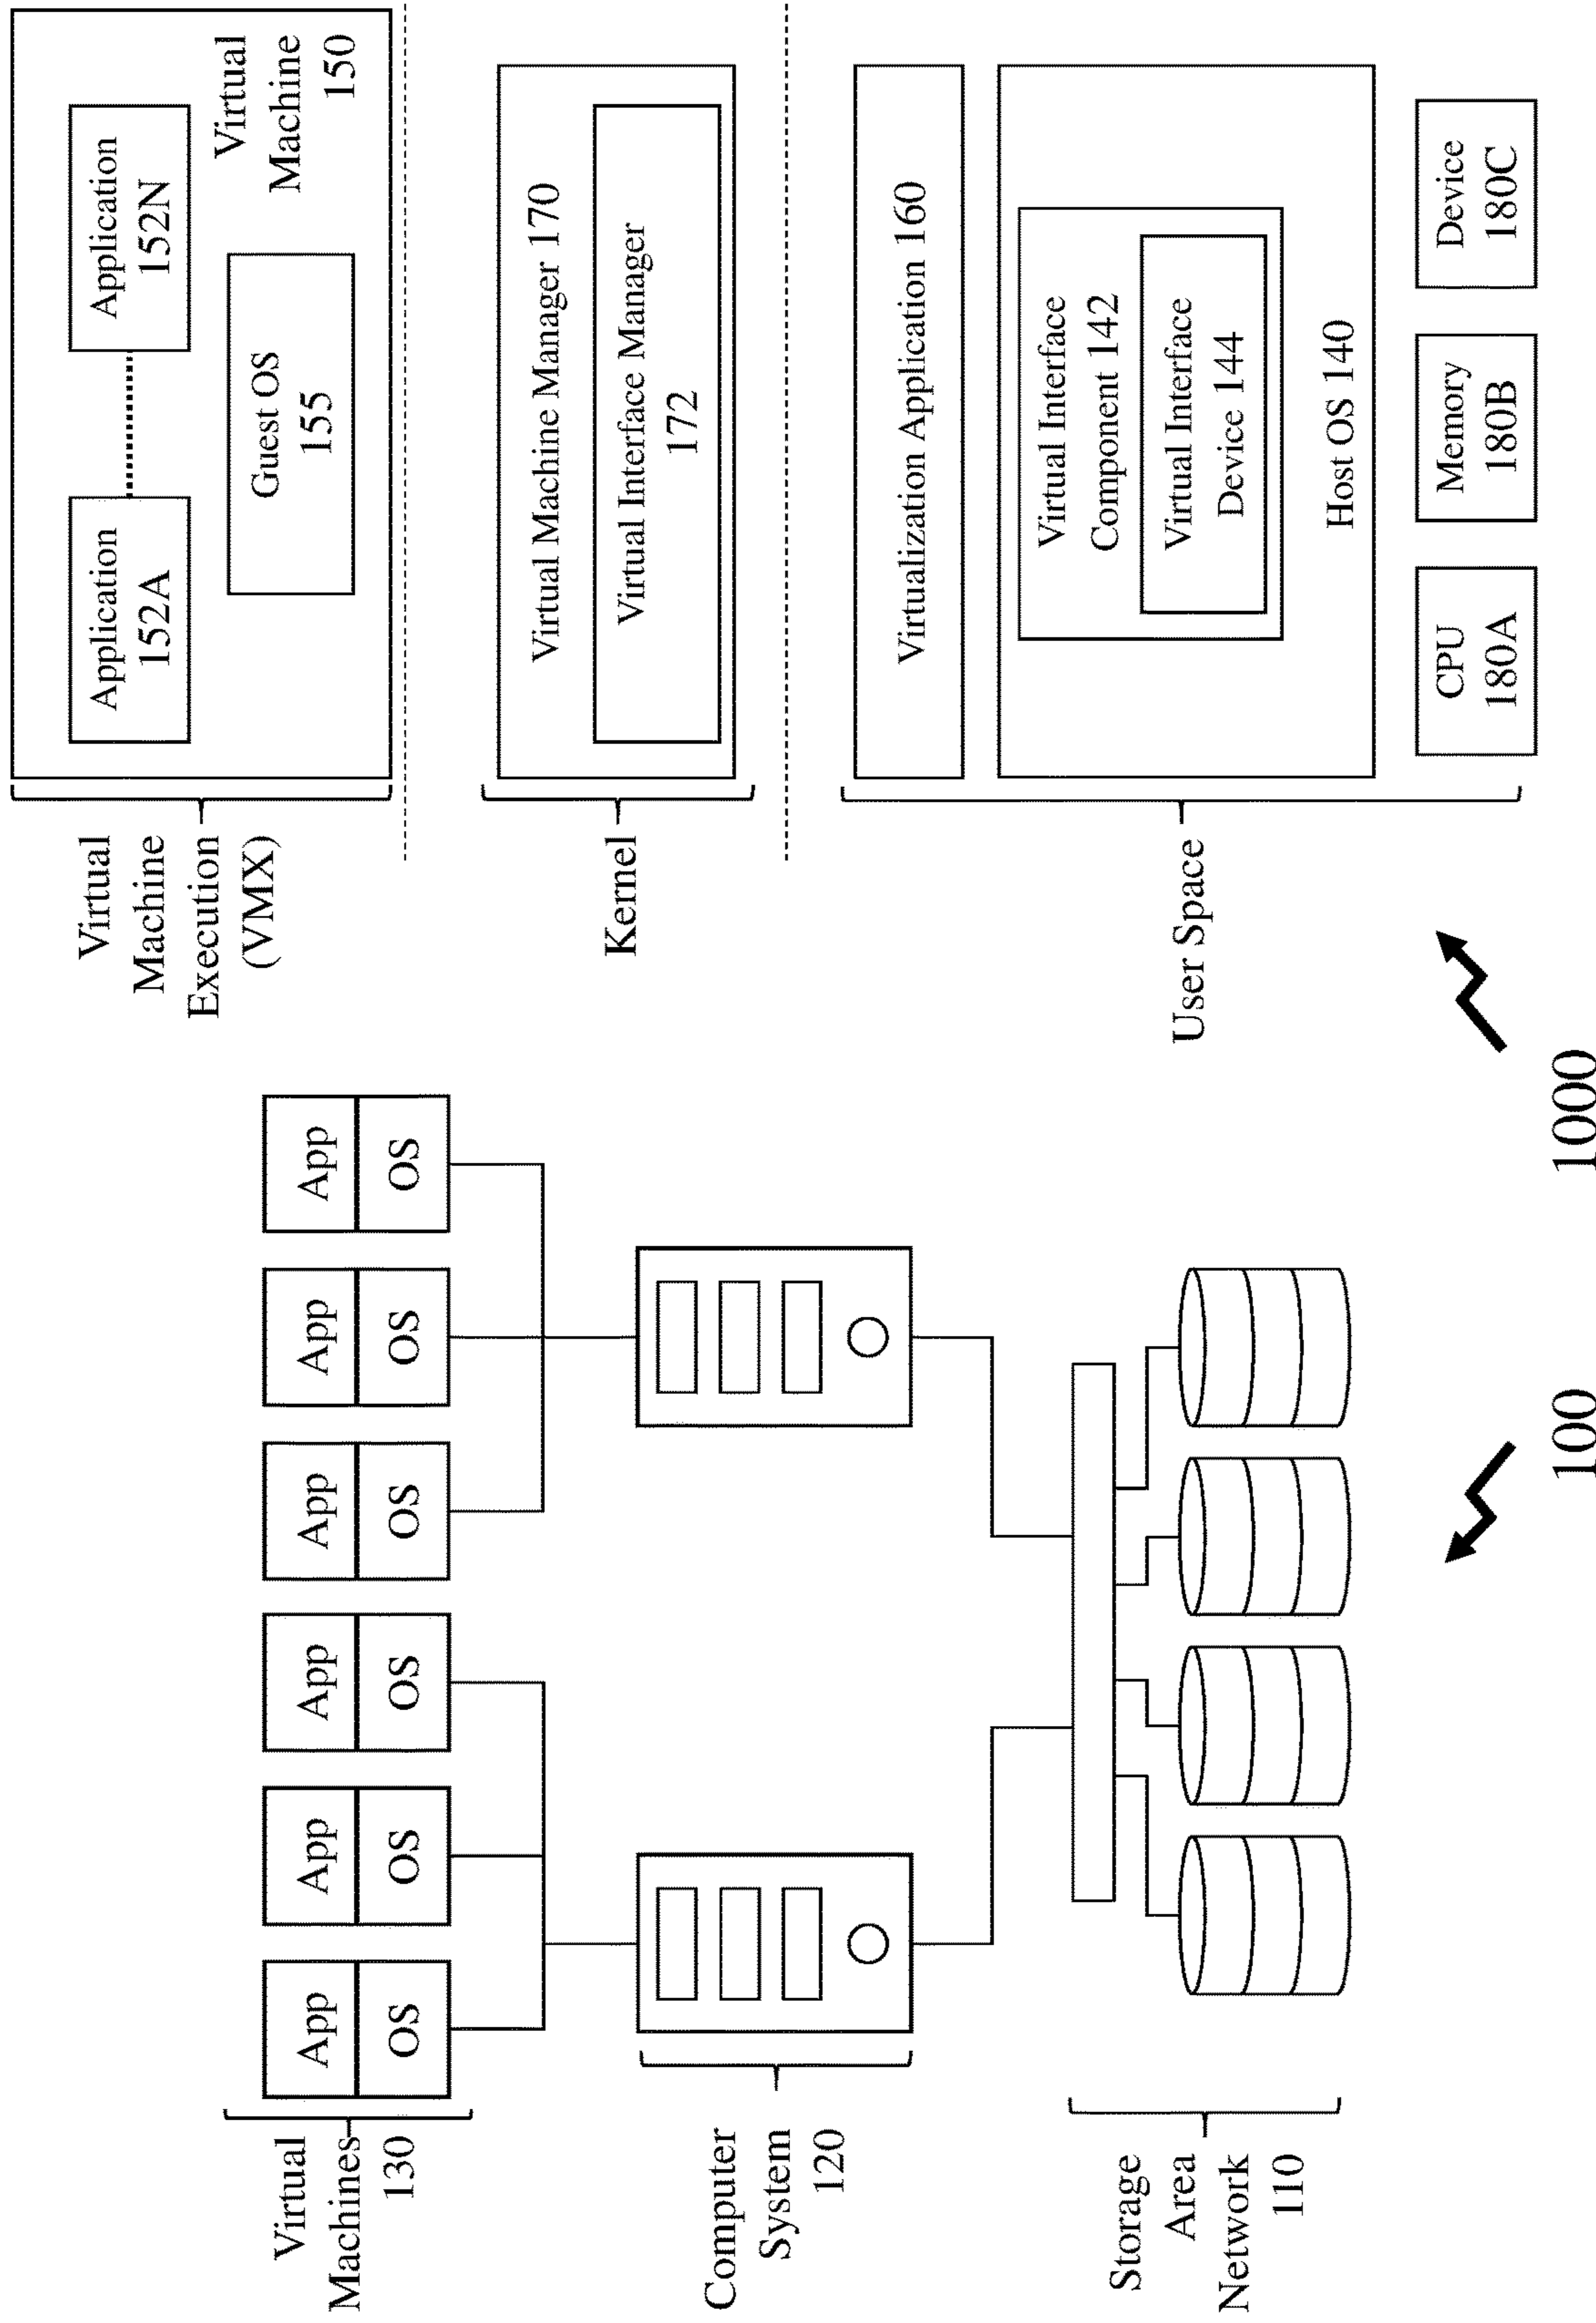 Virtual
Machines
130
App
OS
App
OS
App
OS
App
OS
App
OS
App
OS
Computer
System
120
Storage
Area
Network
110
100
Virtual
Machine
Execution
(VMX)
Application
152A
Application
152N
Guest OS
155
Virtual
Machine
150
Kernel
Virtual Machine Manager 170
Virtual Interface Manager
172
User Space
Virtualization Application 160
Virtual Interface
Component 142
Virtual Interface
Device 144
Host OS 140
CPU
180A
Memory
180B
Device
180C
1000